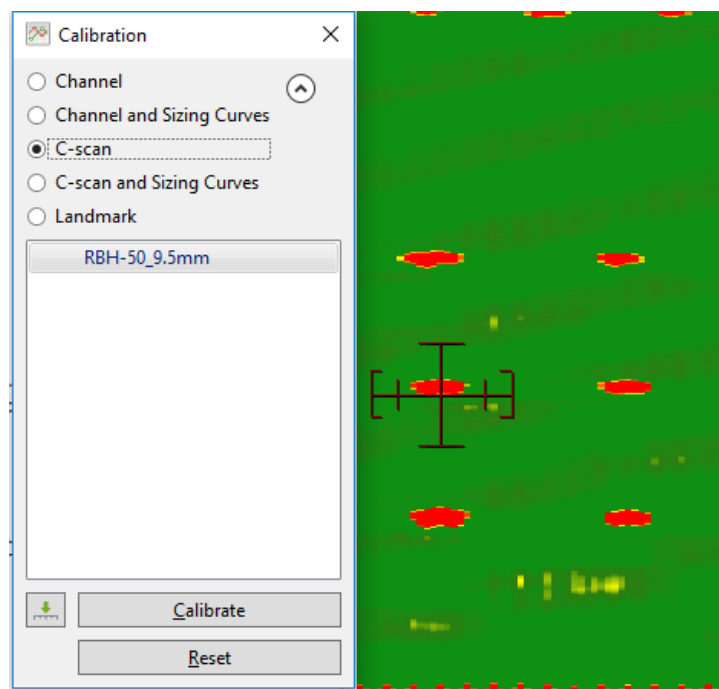 Calibration
Channel
Channel and Sizing Curves
C-scan
C-scan and Sizing Curves
Landmark
RBH-50_9.5mm
Calibrate
Reset